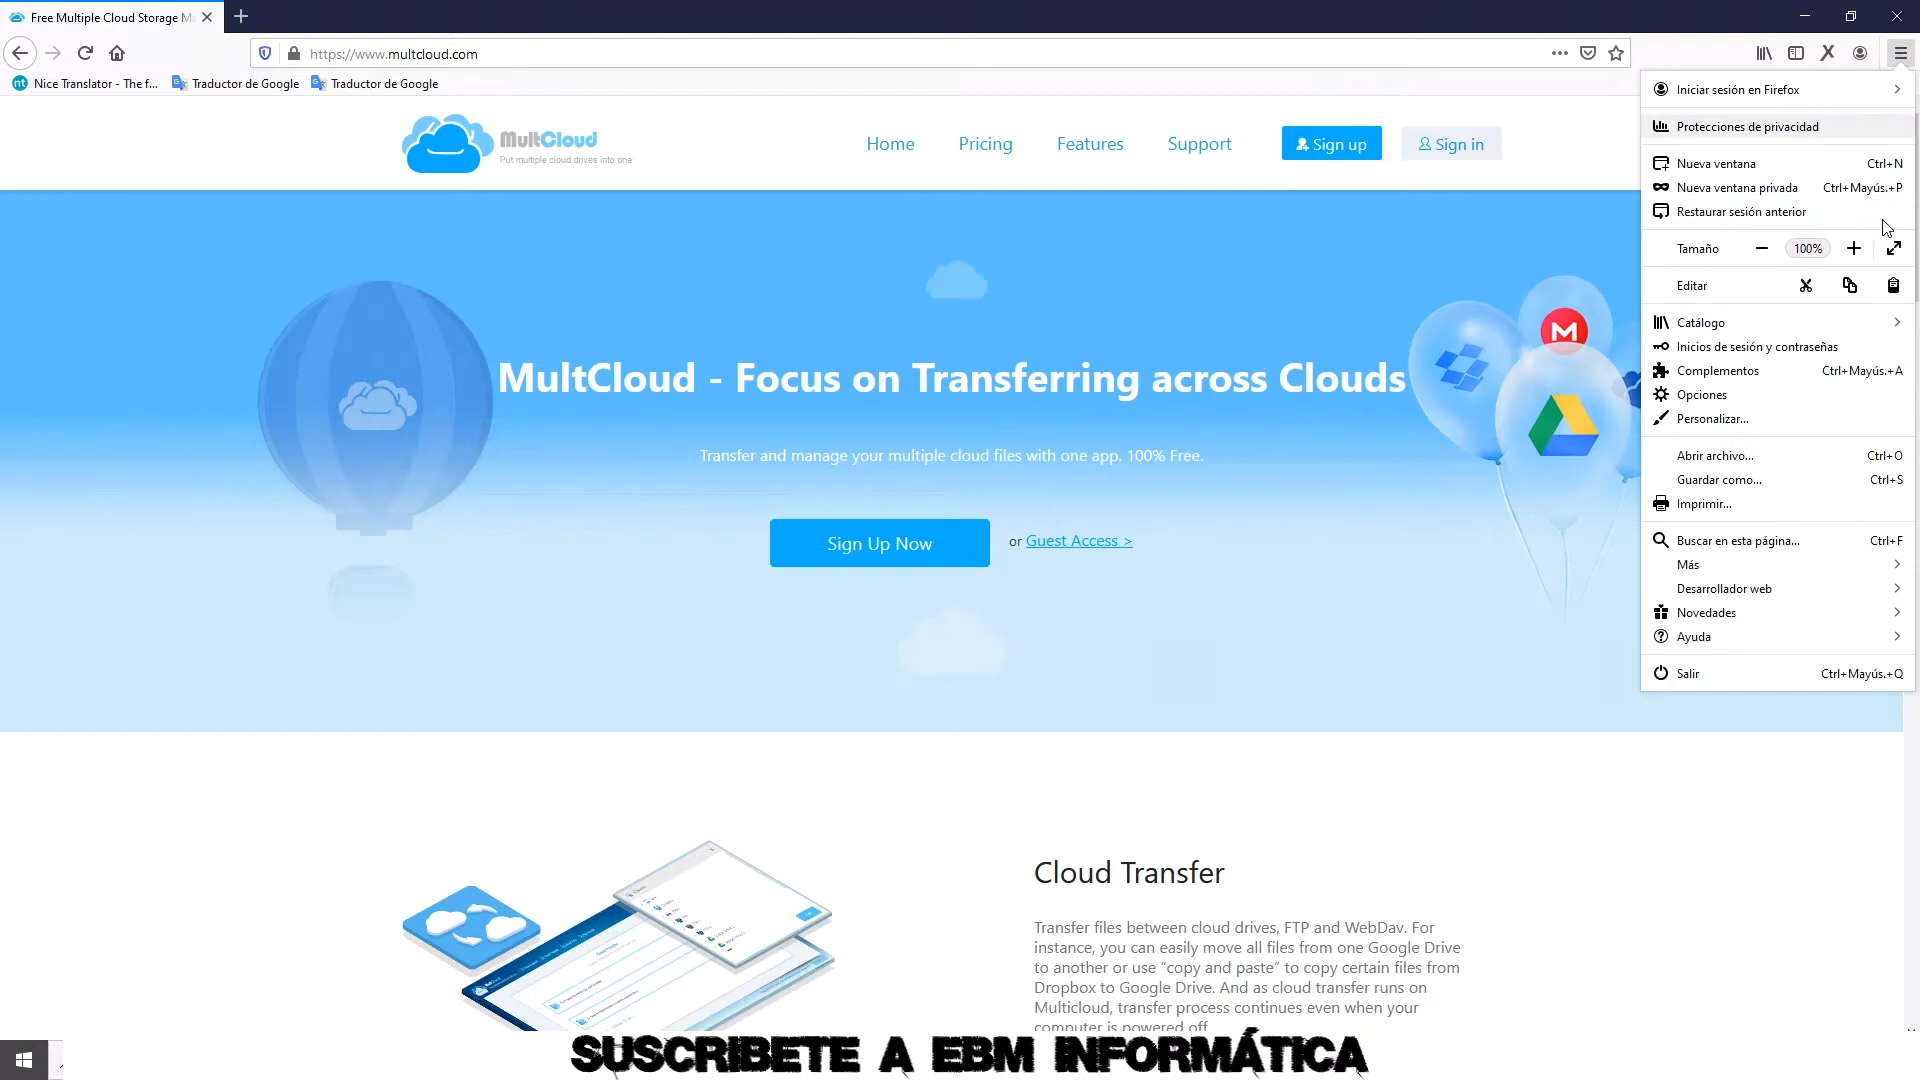 Free Multiple Cloud Storage Ma
https://www.multcloud.com
Nice Translator - The f... Traductor de Google Traductor de Google
MultCloud
Put multiple cloud drives into one
Home Pricing Features Support Sign up Sign in
MultCloud - Focus on Transferring across Clouds
Transfer and manage your multiple cloud files with one app. 100% Free.
Sign Up Now or Guest Access >
Iniciar sesión en Firefox
Protecciones de privacidad
Nueva ventana Ctrl+N
Nueva ventana privada Ctrl+Mayús.+P
Restaurar sesión anterior
Tamaño 100%
Editar
Catálogo
Inicios de sesión y contraseñas
Complementos Ctrl+Mayús.+A
Opciones
Personalizar...
Abrir archivo... Ctrl+O
Guardar como... Ctrl+S
Imprimir...
Buscar en esta página... Ctrl+F
Más
Desarrollador web
Novedades
Ayuda
Salir Ctrl+Mayús.+Q
Cloud Transfer
Transfer files between cloud drives, FTP and WebDav. For
instance, you can easily move all files from one Google Drive
to another or use “copy and paste” to copy certain files from
Dropbox to Google Drive. And as cloud transfer runs on
Multicloud, transfer process continues even when your
computer is powered off
SUSCRIBETE A EBM INFORMÁTICA